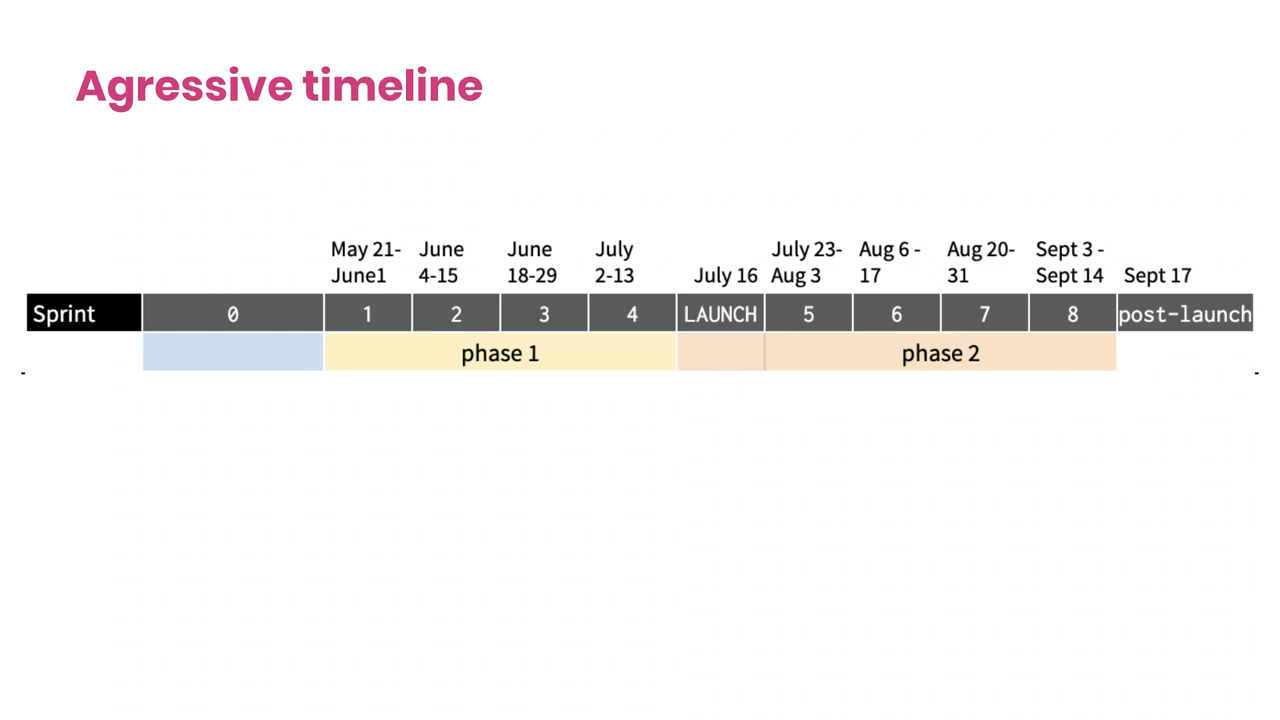 Agressive timeline
May 21- June 4-15 June 18-29 July 2-13 July 16 July 23- Aug 6 - Aug 20- Sept 3 - Sept 17
June1 Aug 3 17 31 Sept 14
Sprint 0 1 2 3 4 LAUNCH 5 6 7 8 post-launch
phase 1 phase 2